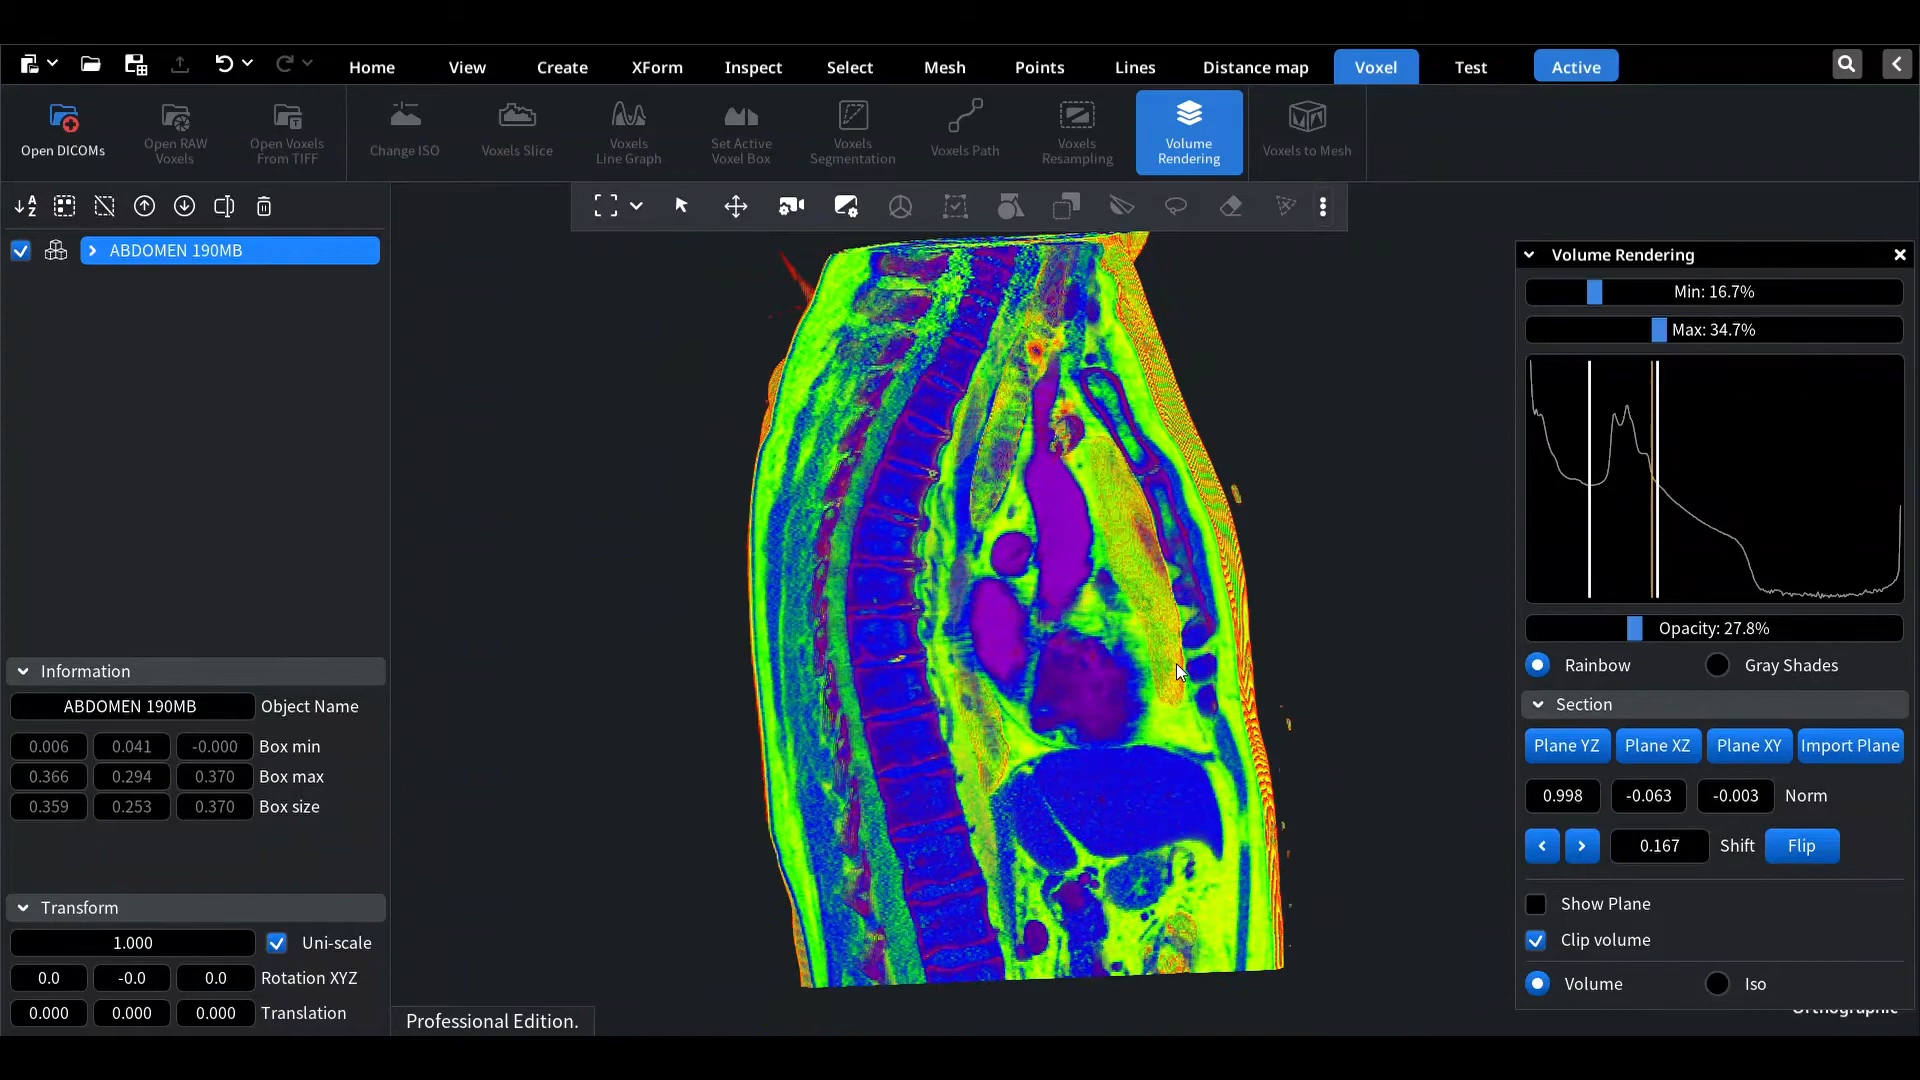 Home View Create XForm Inspect Select Mesh Points Lines Distance map Voxel Test Active
Open DICOMs
Open RAW
Voxels
Open Voxels
From TIFF
Change ISO
Voxels Slice
Voxels
Line Graph
Set Active
Voxel Box
Voxels
Segmentation
Voxels Path
Voxels
Resampling
Volume
Rendering
Voxels to Mesh
ABDOMEN 190MB
Information
ABDOMEN 190MB Object Name
0.006 0.041 -0.000 Box min
0.366 0.294 0.370 Box max
0.359 0.253 0.370 Box size
Transform
1.000 Uni-scale
0.0 -0.0 0.0 Rotation XYZ
0.000 0.000 0.000 Translation
Professional Edition.
Volume Rendering
Min: 16.7%
Max: 34.7%
Opacity: 27.8%
Rainbow Gray Shades
Section
Plane YZ Plane XZ Plane XY Import Plane
0.998 -0.063 -0.003 Norm
0.167 Shift Flip
Show Plane
Clip volume
Volume Iso
Orthographic